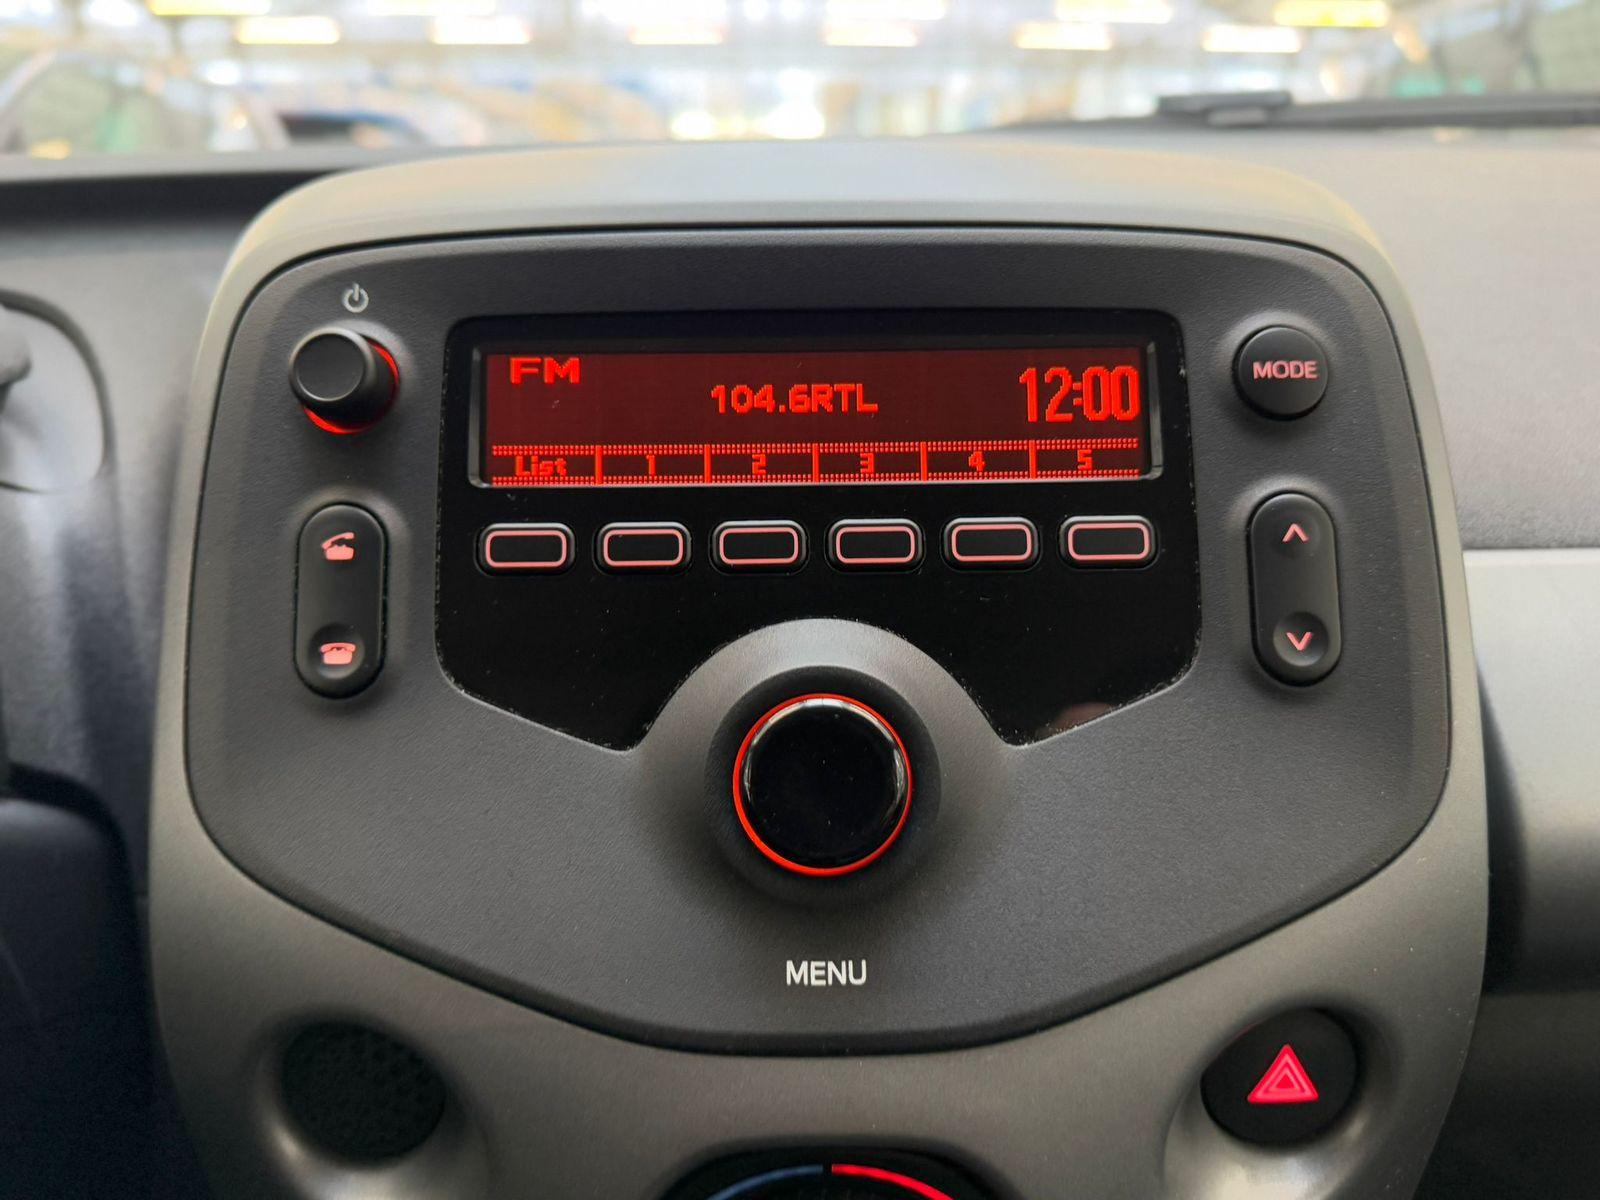 FM
104.6RTL
12:00
List 1 2 3 4 5
MODE
MENU